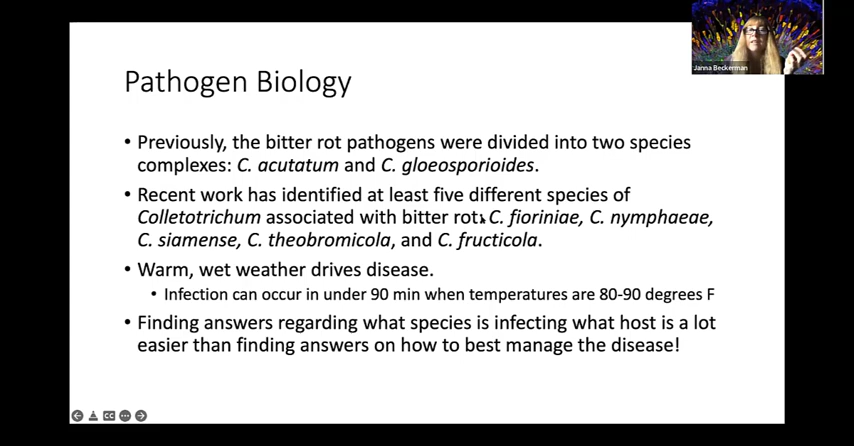 Janna Beckerman
Pathogen Biology
• Previously, the bitter rot pathogens were divided into two species
complexes: C. acutatum and C. gloeosporioides.
• Recent work has identified at least five different species of
Colletotrichum associated with bitter rot: C. fioriniae, C. nymphaeae,
C. siamense, C. theobromicola, and C. fructicola.
• Warm, wet weather drives disease.
• Infection can occur in under 90 min when temperatures are 80-90 degrees F
• Finding answers regarding what species is infecting what host is a lot
easier than finding answers on how to best manage the disease!
CC